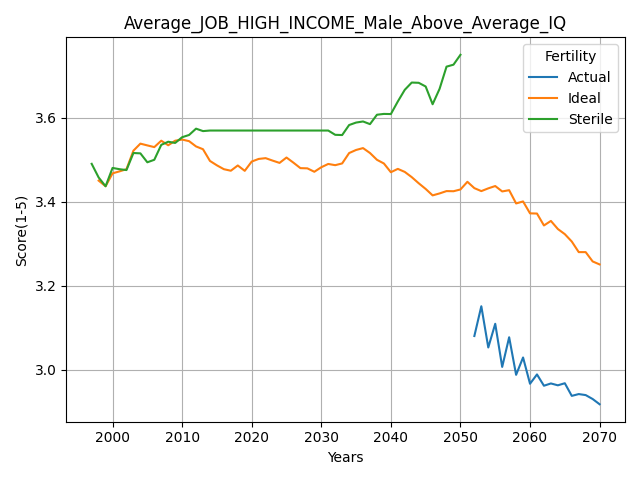 Average_JOB_HIGH_INCOME_Male_Above_Average_IQ
Fertility
Actual
Ideal
Sterile
Score(1-5)
3.6
3.4
3.2
3.0
2000 2010 2020 2030 2040 2050 2060 2070
Years